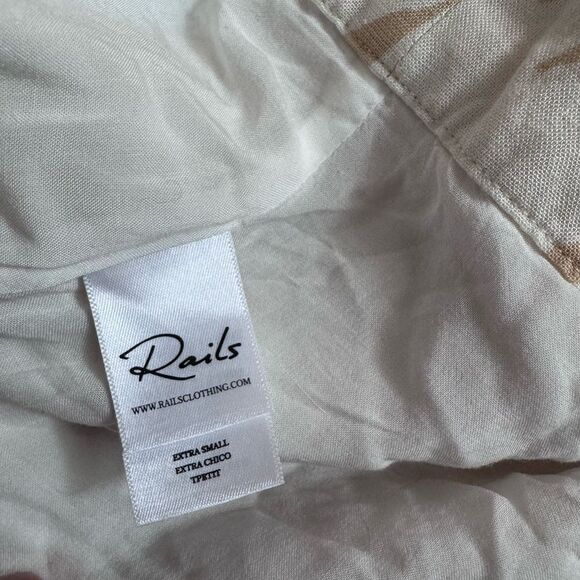 Rails
WWW.RAILSCLOTHING.COM
EXTRA SMALL
EXTRA CHICO
TPETIT